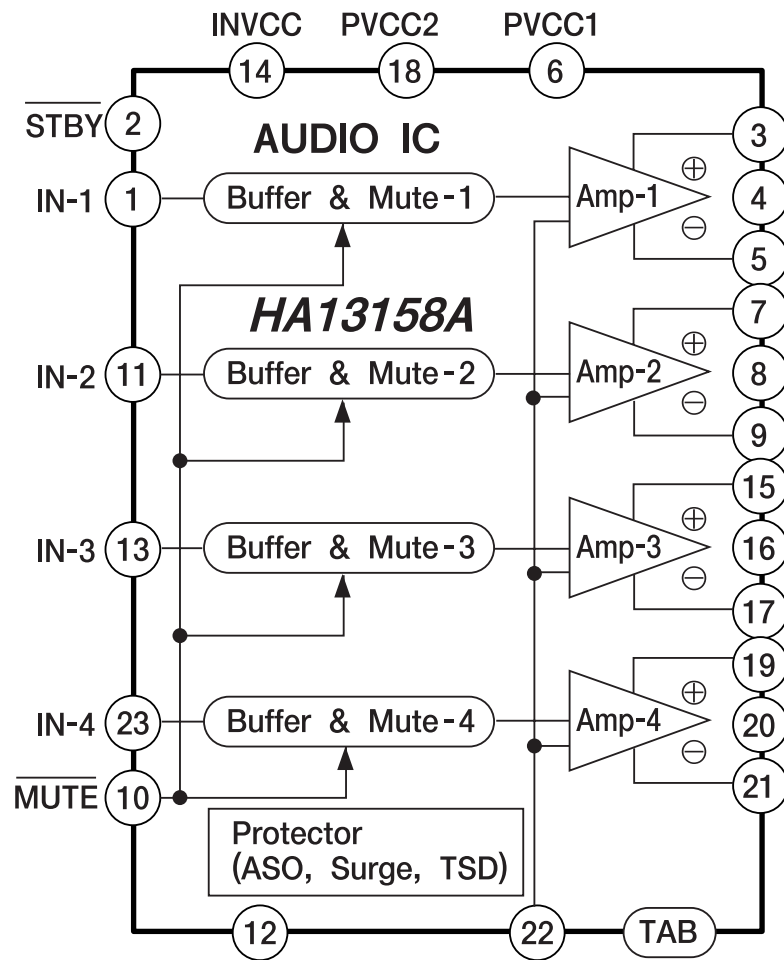 INVCC PVCC2 PVCC1
14 18 6
STBY 2
AUDIO IC
3
IN-1 1 Buffer & Mute-1 Amp-1 ⊕ 4
⊖
5
HA13158A
7
IN-2 11 Buffer & Mute-2 Amp-2 ⊕ 8
⊖
9
15
IN-3 13 Buffer & Mute-3 Amp-3 ⊕ 16
⊖
17
19
IN-4 23 Buffer & Mute-4 Amp-4 ⊕ 20
⊖
MUTE 10 21
Protector
(ASO, Surge, TSD)
12 22 TAB